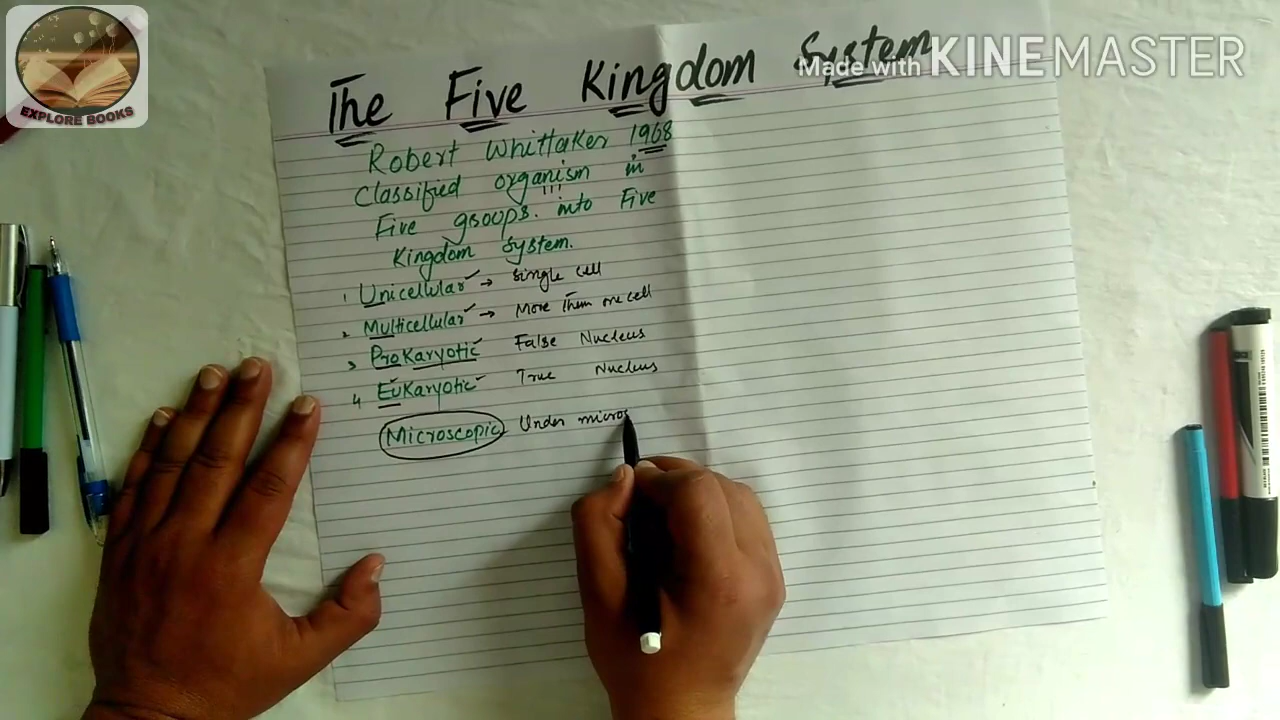 EXPLORE BOOKS
Made with KINEMASTER
The Five Kingdom System
Robert Whittaker 1968
Classified organism in
Five groups. into Five
Kingdom System.
1 Unicellular → Single cell
2 Multicellular → More Them one cell
3 ProKaryotic False Nucleus
4 EuKaryotic True Nucleus
Microscopic Under micros